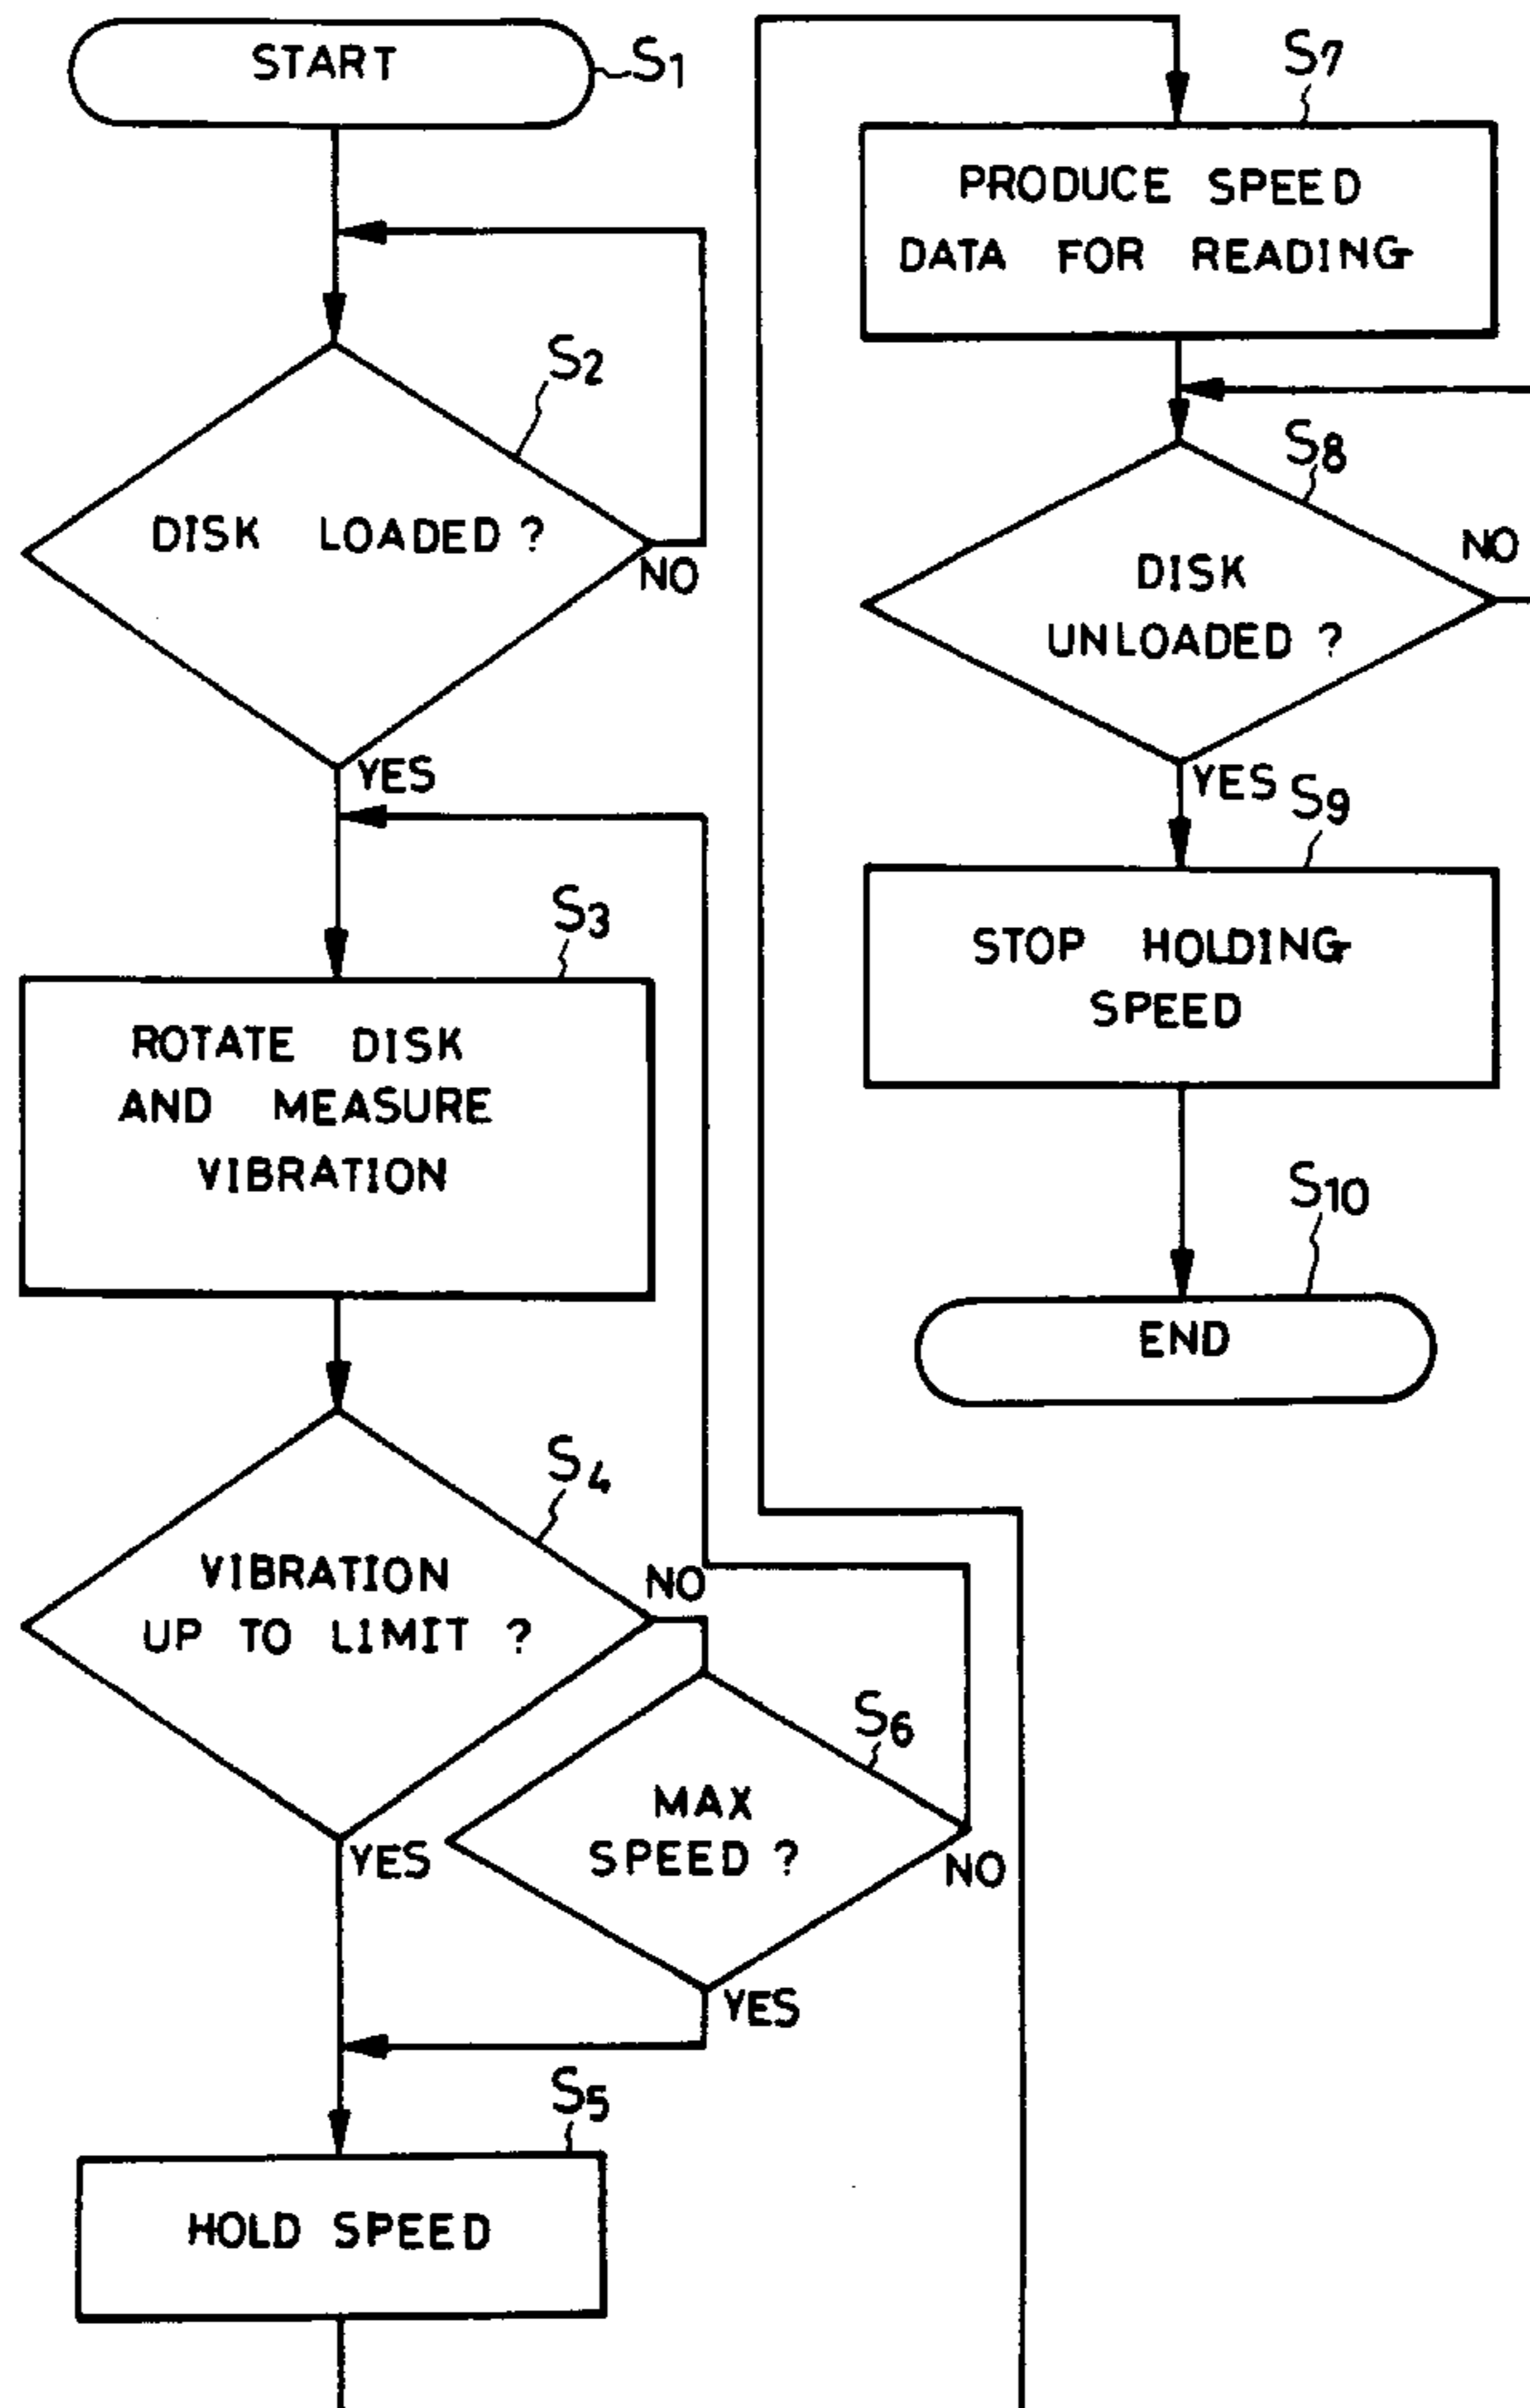 START
S1
S2
DISK LOADED ?
NO
YES
S3
ROTATE DISK
AND MEASURE
VIBRATION
S4
VIBRATION
UP TO LIMIT ?
NO
YES
S6
MAX
SPEED ?
NO
YES
S5
HOLD SPEED
S7
PRODUCE SPEED
DATA FOR READING
S8
DISK
UNLOADED ?
NO
YES
S9
STOP HOLDING
SPEED
S10
END